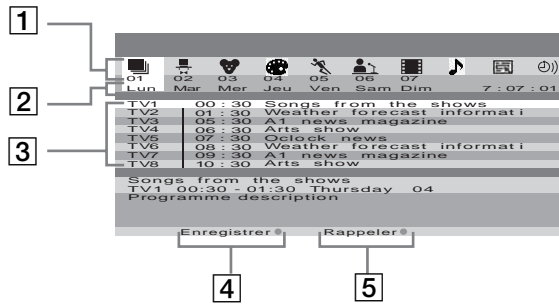 1
01 02 03 04 05 06 07
2 Lun Mar Mer Jeu Ven Sam Dim 7 : 07 : 01
TV1 00 : 30 Songs from the shows
TV2 01 : 30 Weather forecast informati
TV3 05 : 30 A1 news magazine
3 TV4 06 : 30 Arts show
TV5 07 : 30 Oclock news
TV6 08 : 30 Weather forecast informati
TV7 09 : 30 A1 news magazine
TV8 10 : 30 Arts show
Songs from the shows
TV1 00:30 - 01:30 Thursday 04
Programme description
Enregistrer Rappeler
4 5